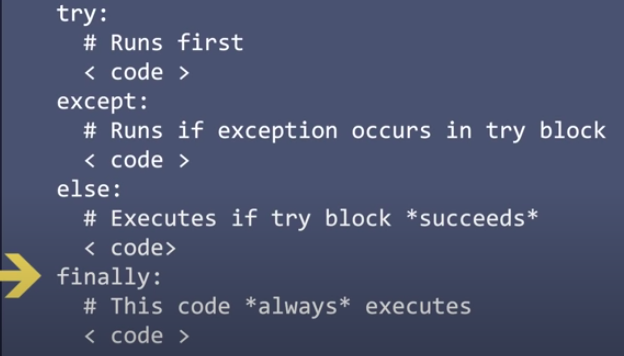 try:
# Runs first
< code >
except:
# Runs if exception occurs in try block
< code >
else:
# Executes if try block *succeeds*
< code>
finally:
# This code *always* executes
< code >